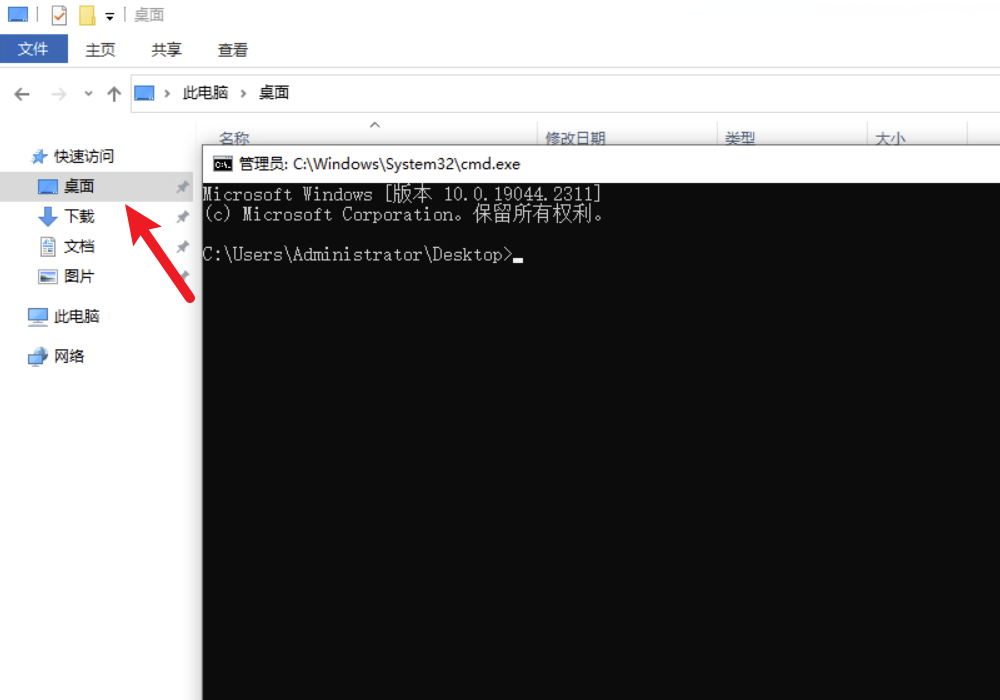 桌面
文件 主页 共享 查看
此电脑 桌面
名称 修改日期 类型 大小
快速访问
桌面
下载
文档
图片
此电脑
网络
管理员: C:\Windows\System32\cmd.exe
Microsoft Windows [版本 10.0.19044.2311]
(c) Microsoft Corporation。保留所有权利。
C:\Users\Administrator\Desktop>